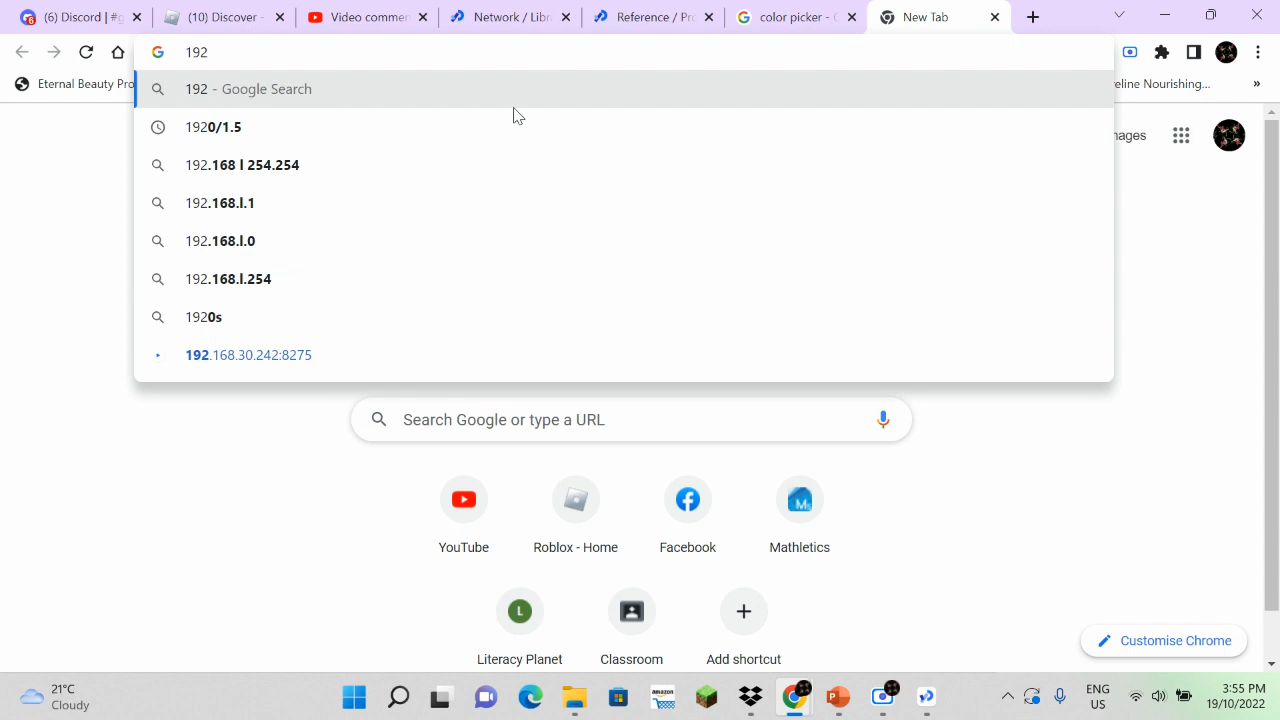 (6) Discord | #g
(10) Discover -
Video commen
Network / Libr
Reference / Pro
color picker - G
New Tab
192
Eternal Beauty Pro
eline Nourishing...
»
192 - Google Search
1920/1.5
192.168 l 254.254
192.168.l.1
192.168.l.0
192.168.l.254
1920s
192.168.30.242:8275
nages
Search Google or type a URL
YouTube
Roblox - Home
Facebook
Mathletics
L
Literacy Planet
Classroom
Add shortcut
Customise Chrome
21°C
Cloudy
amazon
ENG
US
3:55 PM
19/10/2022